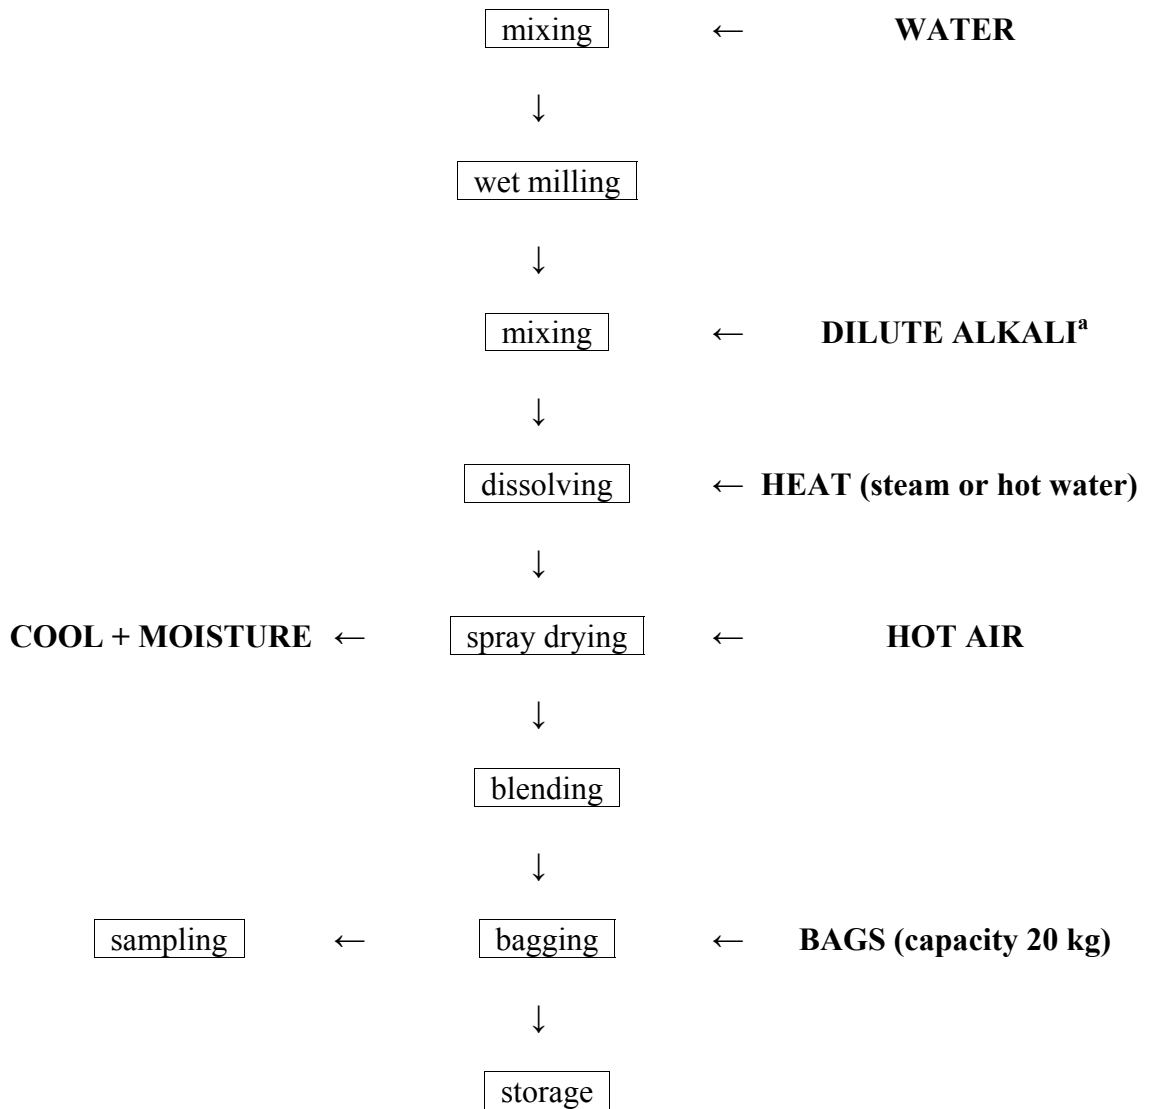 mixing ← WATER
↓
wet milling
↓
mixing ← DILUTE ALKALIᵃ
↓
dissolving ← HEAT (steam or hot water)
↓
COOL + MOISTURE ← spray drying ← HOT AIR
↓
blending
↓
sampling ← bagging ← BAGS (capacity 20 kg)
↓
storage